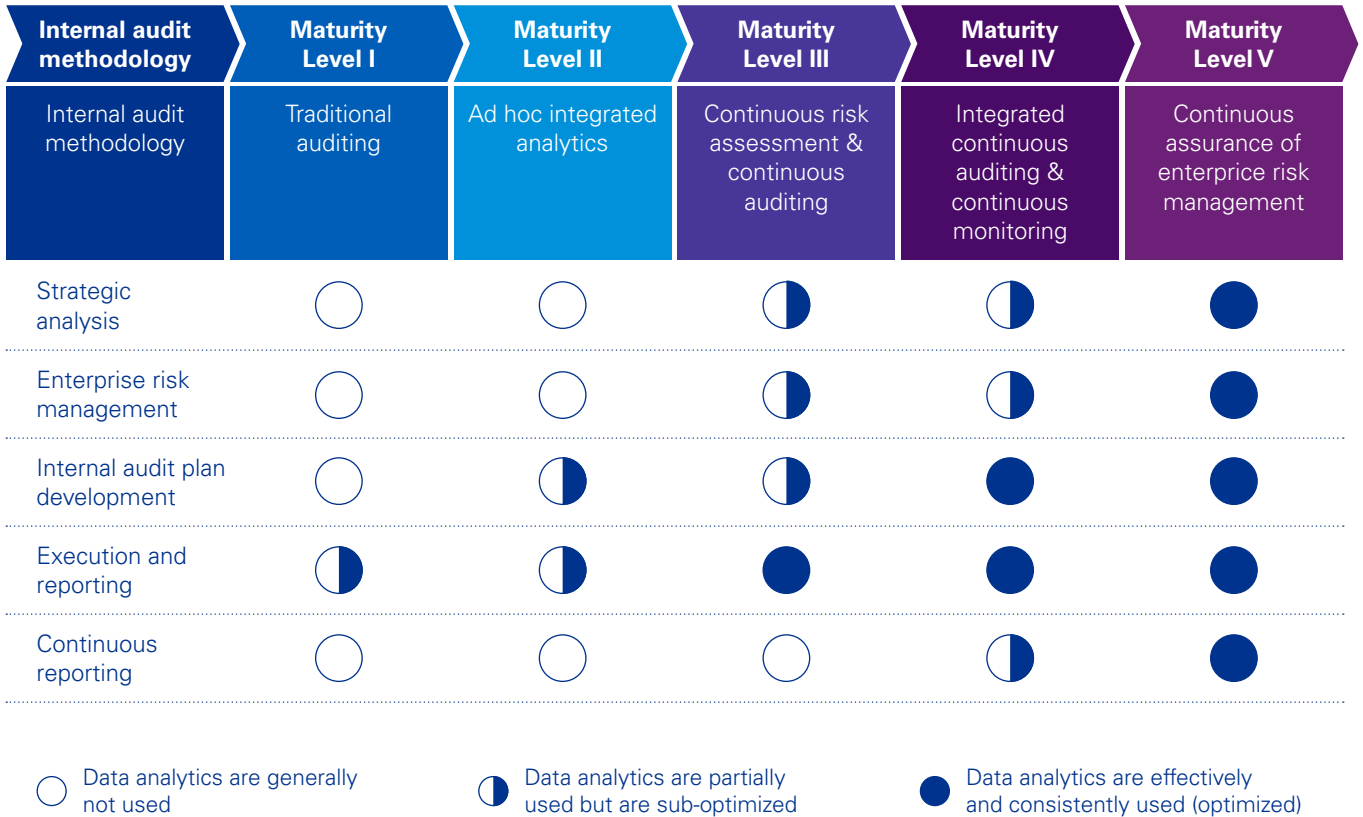 Internal audit
methodology
Maturity
Level I
Maturity
Level II
Maturity
Level III
Maturity
Level IV
Maturity
Level V
Internal audit
methodology
Traditional
auditing
Ad hoc integrated
analytics
Continuous risk
assessment &
continuous
auditing
Integrated
continuous
auditing &
continuous
monitoring
Continuous
assurance of
enterprice risk
management
Strategic
analysis
Enterprise risk
management
Internal audit plan
development
Execution and
reporting
Continuous
reporting
Data analytics are generally
not used
Data analytics are partially
used but are sub-optimized
Data analytics are effectively
and consistently used (optimized)